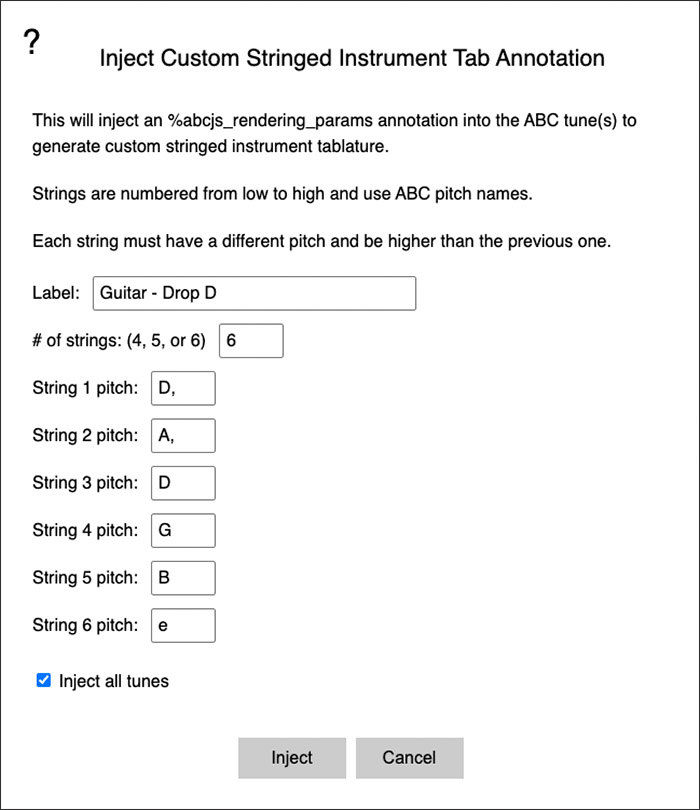 ?
Inject Custom Stringed Instrument Tab Annotation
This will inject an %abcjs_rendering_params annotation into the ABC tune(s) to
generate custom stringed instrument tablature.
Strings are numbered from low to high and use ABC pitch names.
Each string must have a different pitch and be higher than the previous one.
Label: Guitar - Drop D
# of strings: (4, 5, or 6) 6
String 1 pitch: D,
String 2 pitch: A,
String 3 pitch: D
String 4 pitch: G
String 5 pitch: B
String 6 pitch: e
Inject all tunes
Inject Cancel